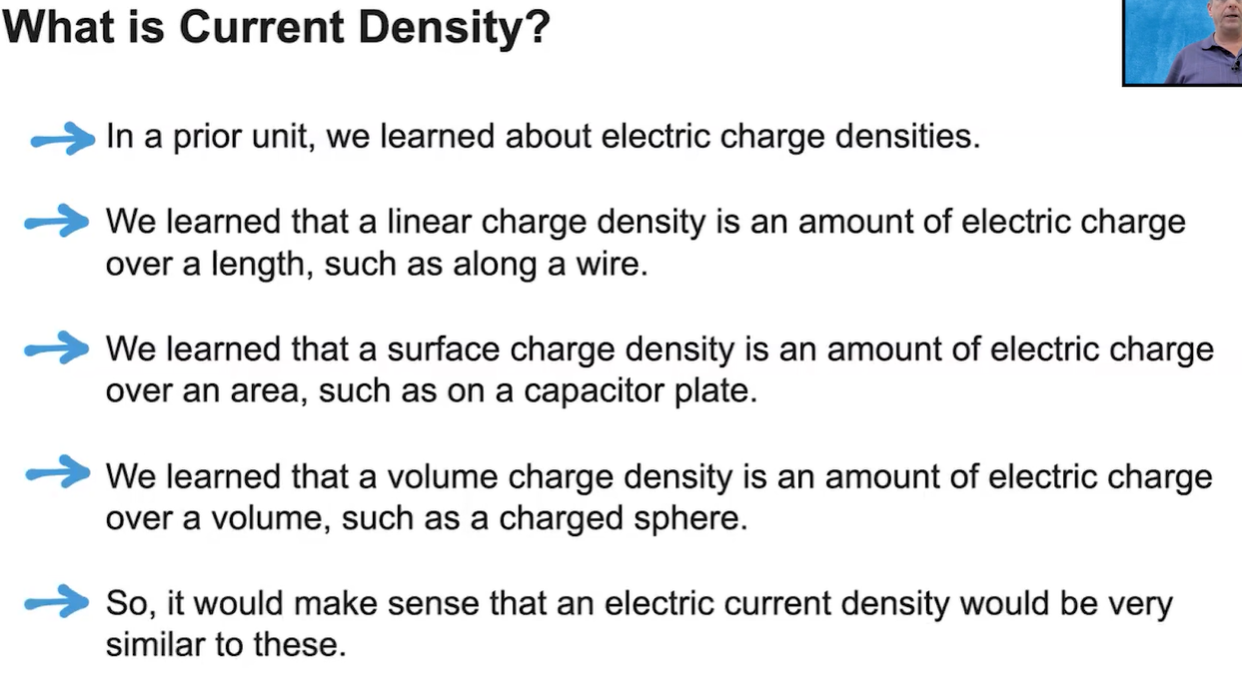 What is Current Density?
In a prior unit, we learned about electric charge densities.
We learned that a linear charge density is an amount of electric charge
over a length, such as along a wire.
We learned that a surface charge density is an amount of electric charge
over an area, such as on a capacitor plate.
We learned that a volume charge density is an amount of electric charge
over a volume, such as a charged sphere.
So, it would make sense that an electric current density would be very
similar to these.